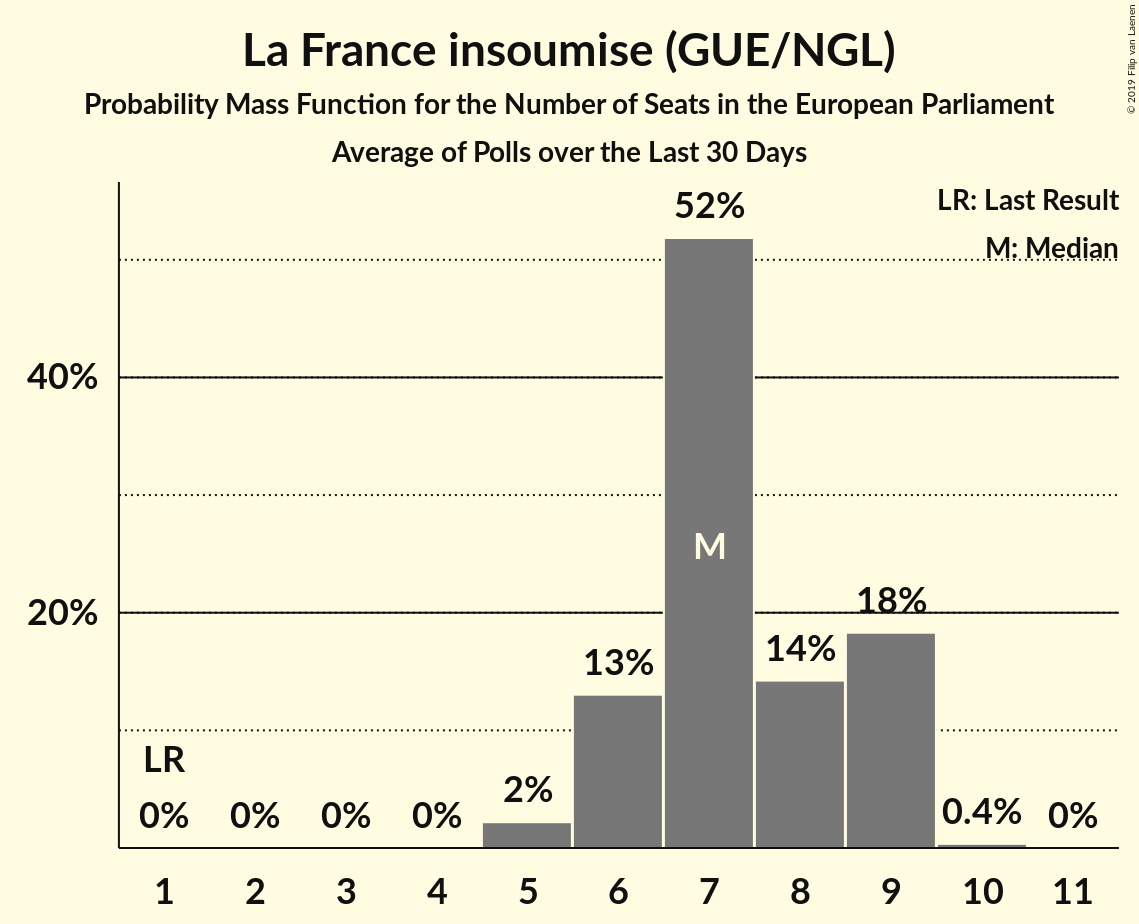 La France insoumise (GUE/NGL)
Probability Mass Function for the Number of Seats in the European Parliament
Average of Polls over the Last 30 Days
© 2019 Filip van Laenen
LR: Last Result
M: Median
52%
40%
M
20%
18%
14%
13%
LR
2%
0% 0% 0% 0% 0.4% 0%
1 2 3 4 5 6 7 8 9 10 11